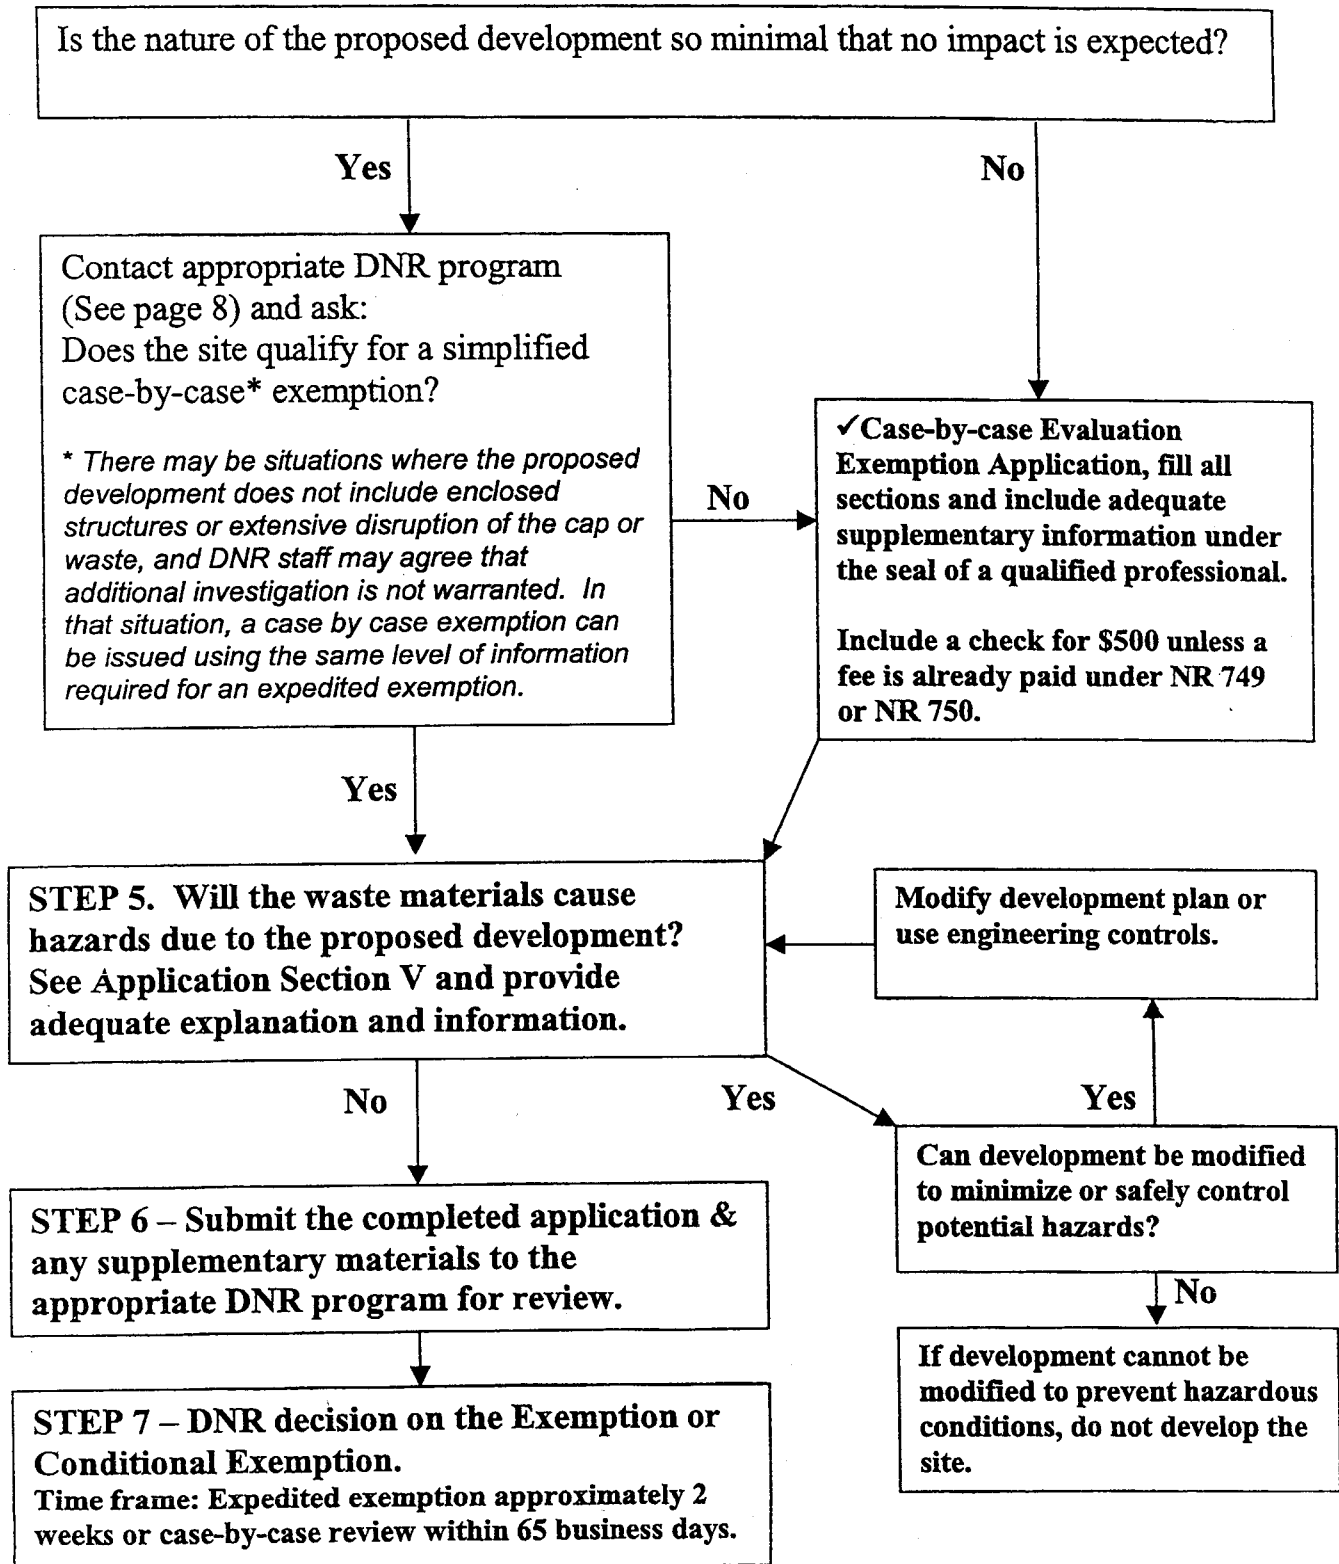 Is the nature of the proposed development so minimal that no impact is expected?
Yes
No
Contact appropriate DNR program
(See page 8) and ask:
Does the site qualify for a simplified
case-by-case* exemption?
* There may be situations where the proposed
development does not include enclosed
structures or extensive disruption of the cap or
waste, and DNR staff may agree that
additional investigation is not warranted. In
that situation, a case by case exemption can
be issued using the same level of information
required for an expedited exemption.
No
✓Case-by-case Evaluation
Exemption Application, fill all
sections and include adequate
supplementary information under
the seal of a qualified professional.
Include a check for $500 unless a
fee is already paid under NR 749
or NR 750.
Yes
STEP 5. Will the waste materials cause
hazards due to the proposed development?
See Application Section V and provide
adequate explanation and information.
Modify development plan or
use engineering controls.
No
Yes
Yes
Can development be modified
to minimize or safely control
potential hazards?
STEP 6 – Submit the completed application &
any supplementary materials to the
appropriate DNR program for review.
No
If development cannot be
modified to prevent hazardous
conditions, do not develop the
site.
STEP 7 – DNR decision on the Exemption or
Conditional Exemption.
Time frame: Expedited exemption approximately 2
weeks or case-by-case review within 65 business days.